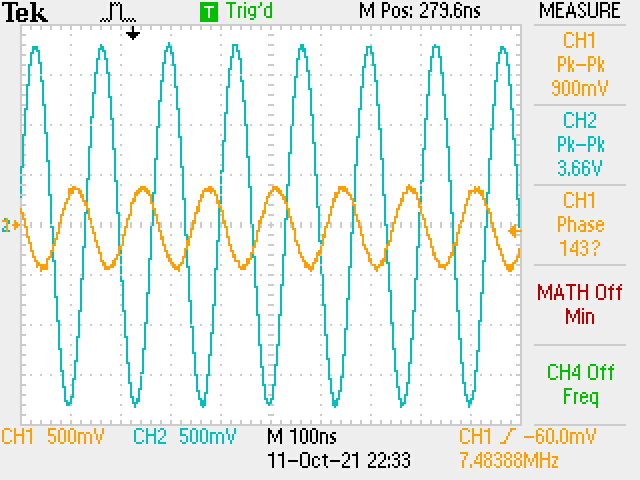 Tek T Trig'd M Pos: 279.6ns MEASURE
CH1
Pk-Pk
900mV
CH2
Pk-Pk
3.66V
CH1
Phase
143?
MATH Off
Min
CH4 Off
Freq
2
CH1 500mV CH2 500mV M 100ns CH1 -60.0mV
11-Oct-21 22:33 7.48388MHz